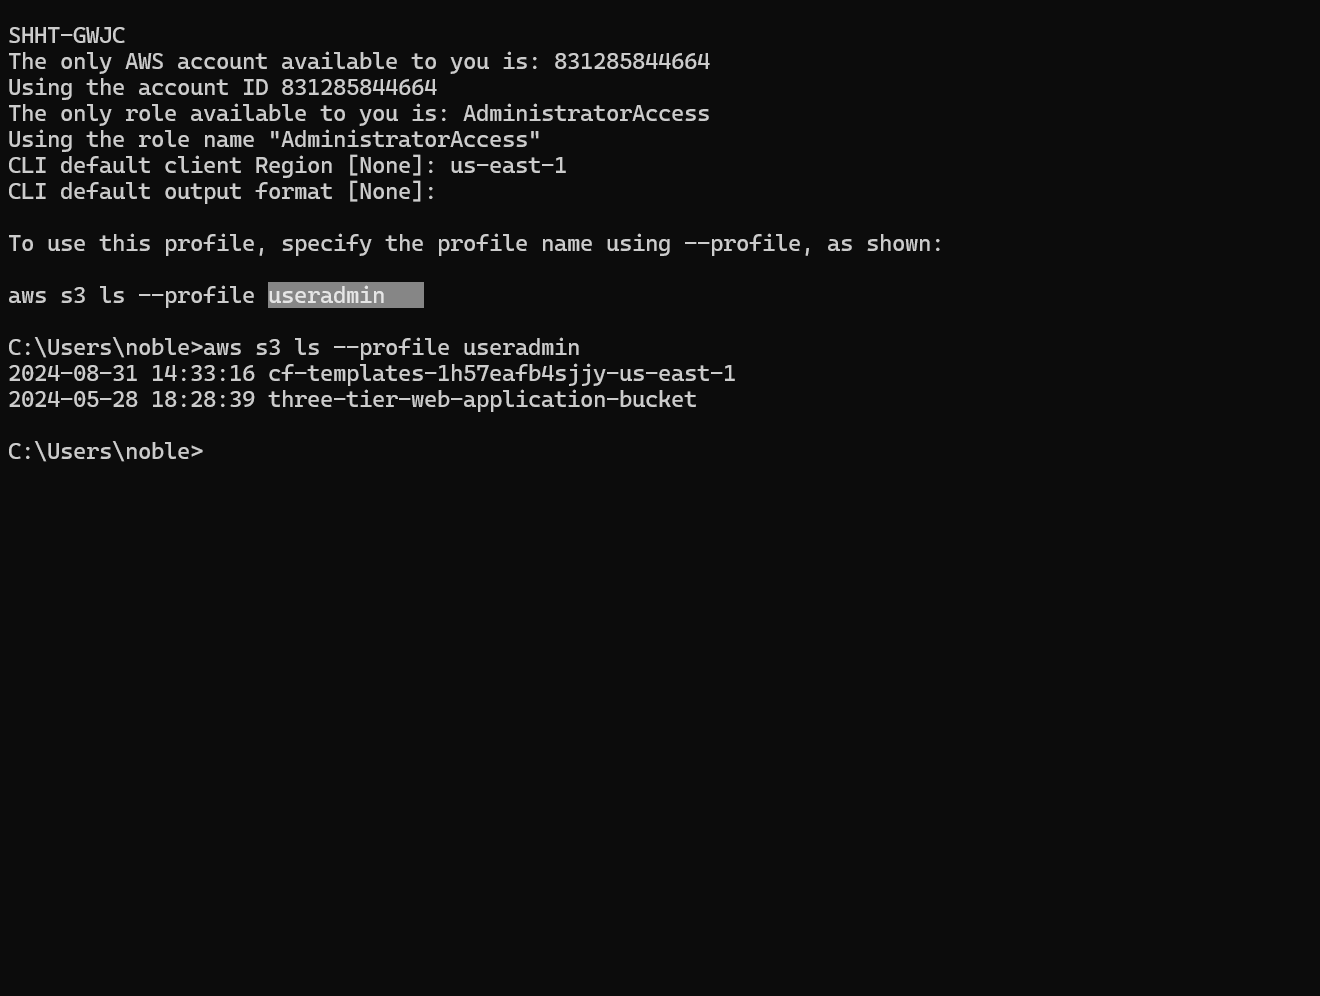 SHHT-GWJC
The only AWS account available to you is: 831285844664
Using the account ID 831285844664
The only role available to you is: AdministratorAccess
Using the role name "AdministratorAccess"
CLI default client Region [None]: us-east-1
CLI default output format [None]:
To use this profile, specify the profile name using --profile, as shown:
aws s3 ls --profile useradmin
C:\Users\noble>aws s3 ls --profile useradmin
2024-08-31 14:33:16 cf-templates-1h57eafb4sjjy-us-east-1
2024-05-28 18:28:39 three-tier-web-application-bucket
C:\Users\noble>